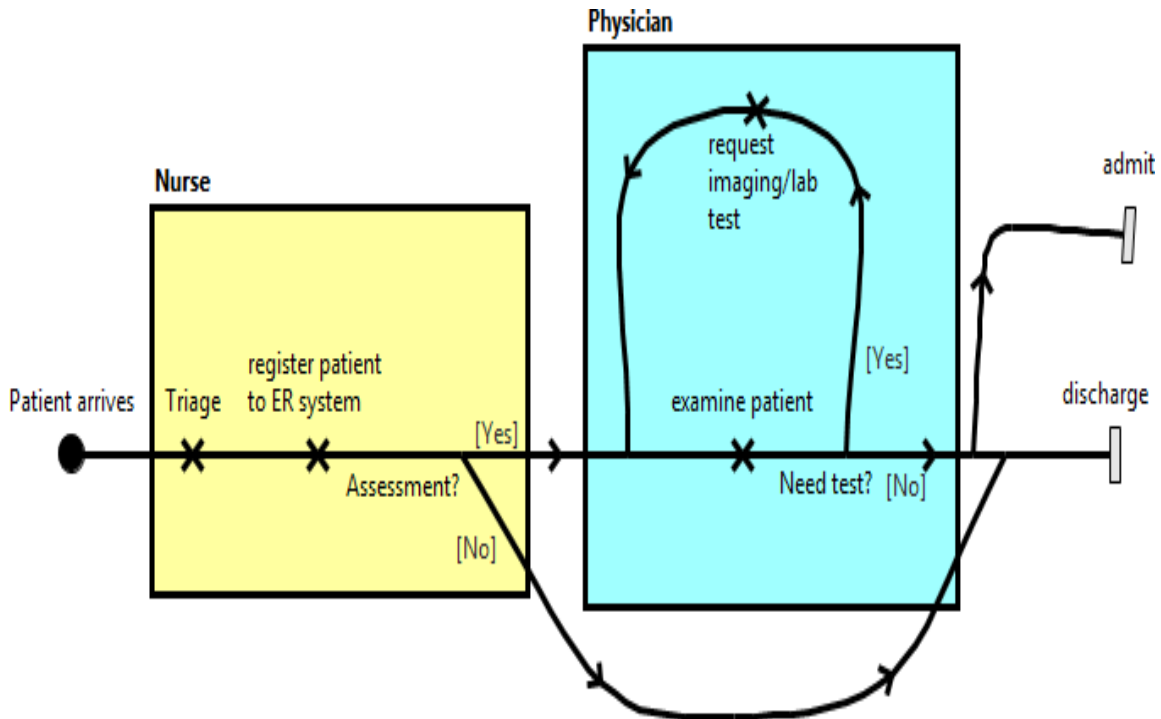 Physician
request
imaging/lab
test
admit
Nurse
[Yes]
register patient
to ER system
Patient arrives
Triage
examine patient
discharge
[Yes]
Assessment?
Need test?
[No]
[No]